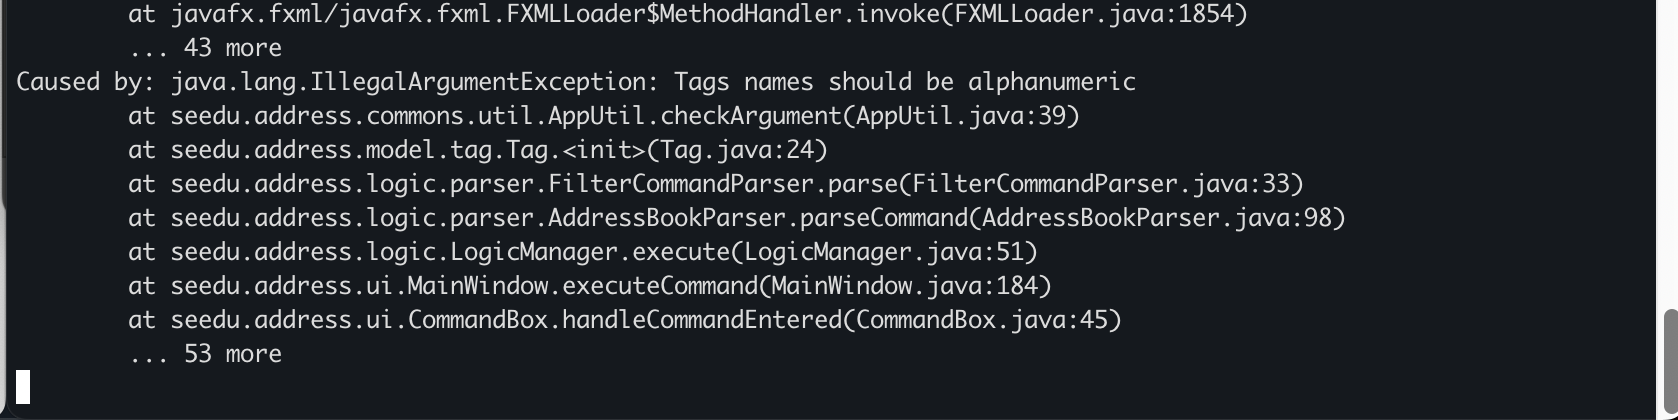 at javafx.fxml/javafx.fxml.FXMLLoader$MethodHandler.invoke(FXMLLoader.java:1854)
... 43 more
Caused by: java.lang.IllegalArgumentException: Tags names should be alphanumeric
at seedu.address.commons.util.AppUtil.checkArgument(AppUtil.java:39)
at seedu.address.model.tag.Tag.<init>(Tag.java:24)
at seedu.address.logic.parser.FilterCommandParser.parse(FilterCommandParser.java:33)
at seedu.address.logic.parser.AddressBookParser.parseCommand(AddressBookParser.java:98)
at seedu.address.logic.LogicManager.execute(LogicManager.java:51)
at seedu.address.ui.MainWindow.executeCommand(MainWindow.java:184)
at seedu.address.ui.CommandBox.handleCommandEntered(CommandBox.java:45)
... 53 more